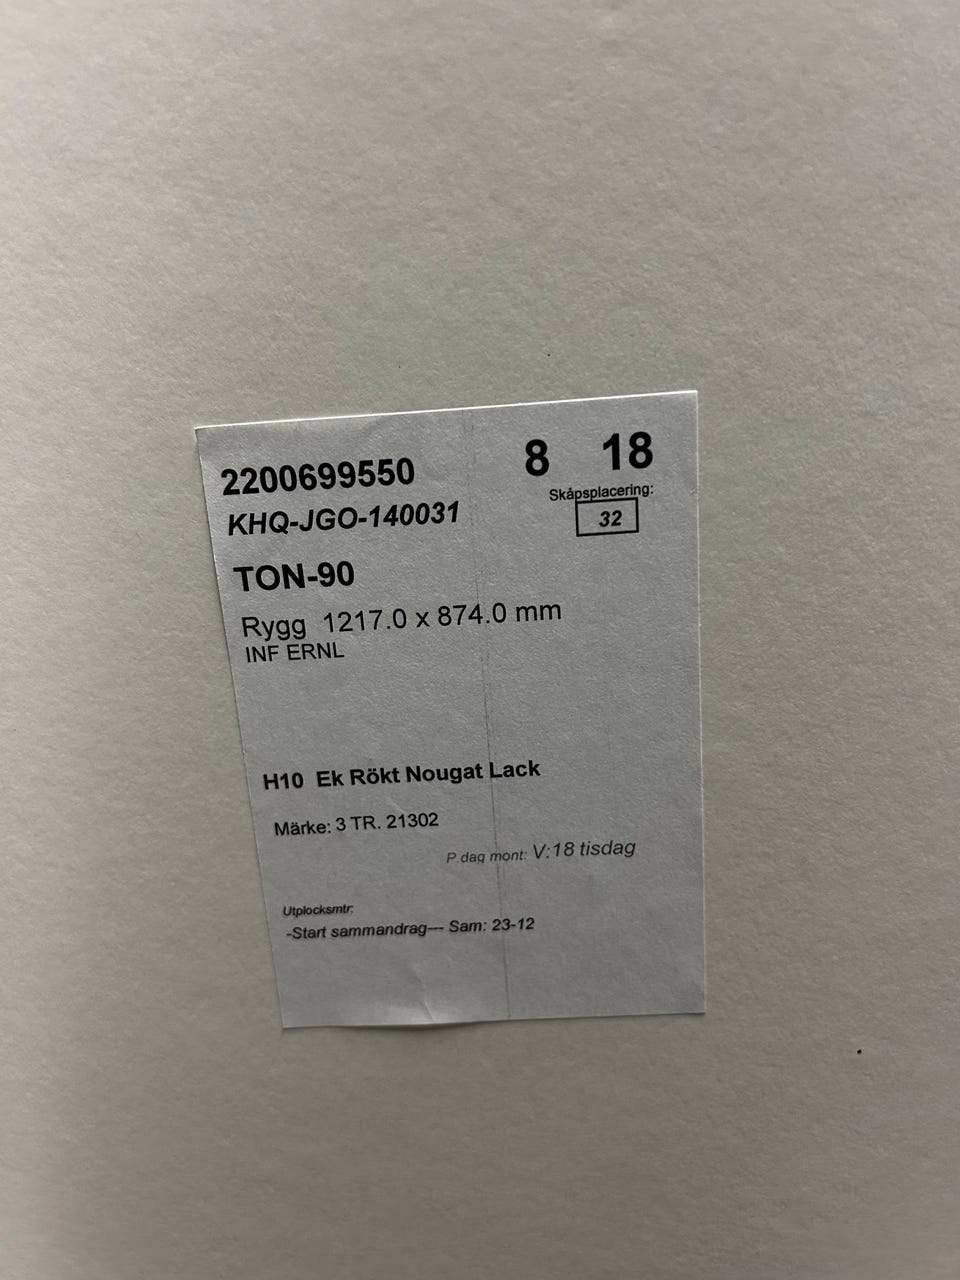 2200699550 8 18
KHQ-JGO-140031 Skåpsplacering:
32
TON-90
Rygg 1217.0 x 874.0 mm
INF ERNL
H10 Ek Rökt Nougat Lack
Märke: 3 TR. 21302
P.dag mont: V:18 tisdag
Utplocksmtr:
-Start sammandrag--- Sam: 23-12